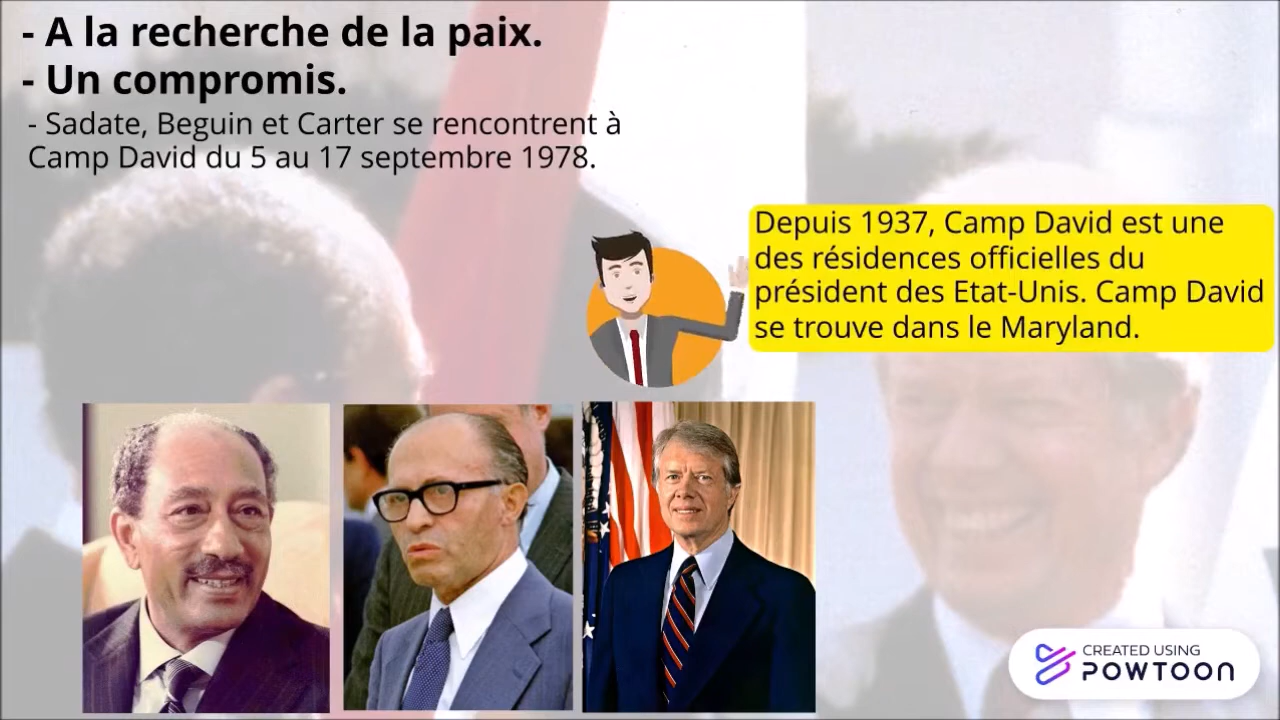 - A la recherche de la paix.
- Un compromis.
- Sadate, Beguin et Carter se rencontrent à
Camp David du 5 au 17 septembre 1978.
Depuis 1937, Camp David est une
des résidences officielles du
président des Etat-Unis. Camp David
se trouve dans le Maryland.
CREATED USING
POWTOON